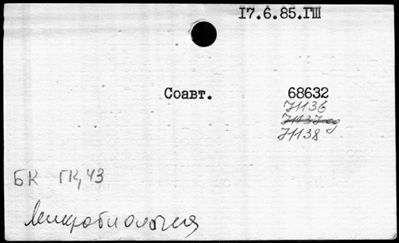 17.6.85.ГШ
Соавт. 68632
71136
71138
БК ГК, 43
Микробиология